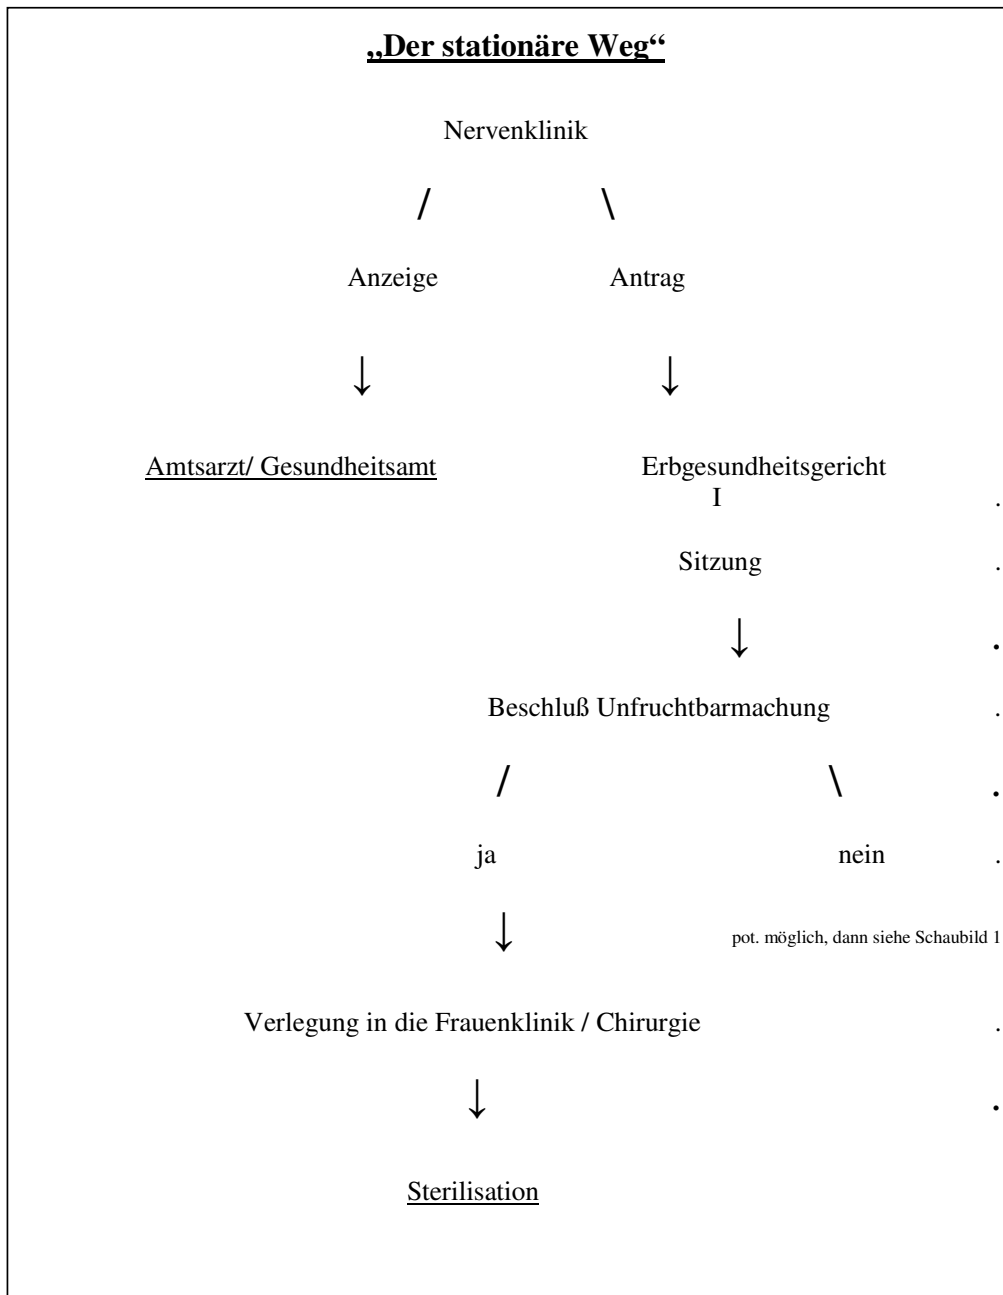 „Der stationäre Weg“
Nervenklinik
/ \
Anzeige Antrag
↓ ↓
Amtsarzt/ Gesundheitsamt Erbgesundheitsgericht
I .
Sitzung .
↓ .
Beschluß Unfruchtbarmachung .
/ \ .
ja nein .
↓ pot. möglich, dann siehe Schaubild 1
Verlegung in die Frauenklinik / Chirurgie .
↓ .
Sterilisation